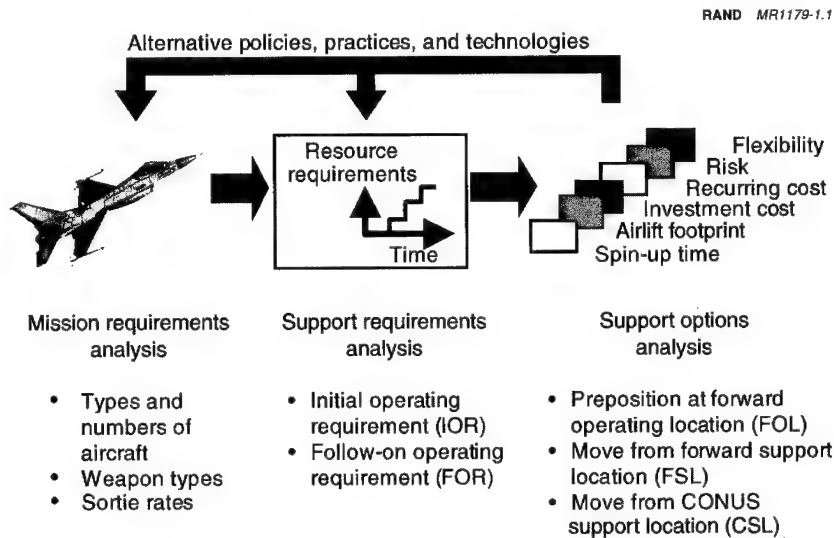 RAND MR1179-1.1
Alternative policies, practices, and technologies
Resource
requirements
Time
Flexibility
Risk
Recurring cost
Investment cost
Airlift footprint
Spin-up time
Mission requirements
analysis
• Types and
numbers of
aircraft
• Weapon types
• Sortie rates
Support requirements
analysis
• Initial operating
requirement (IOR)
• Follow-on operating
requirement (FOR)
Support options
analysis
• Preposition at forward
operating location (FOL)
• Move from forward support
location (FSL)
• Move from CONUS
support location (CSL)